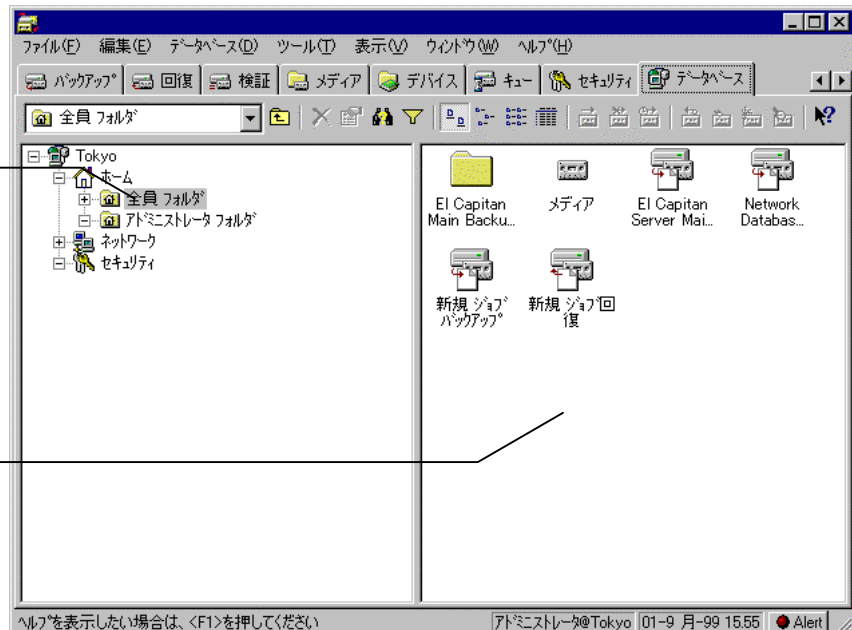 ﾌｧｲﾙ(F) 編集(E) ﾃﾞｰﾀﾍﾞｰｽ(D) ツール(T) 表示(V) ｳｨﾝﾄﾞｳ(W) ﾍﾙﾌﾟ(H)
ﾊﾞｯｸｱｯﾌﾟ 回復 検証 メディア デバイス ｷｭｰ ｾｷｭﾘﾃｨ ﾃﾞｰﾀﾍﾞｰｽ
全員 ﾌｫﾙﾀﾞ
Tokyo
ホーム
全員 ﾌｫﾙﾀﾞ
ｱﾄﾞﾐﾆｽﾄﾚｰﾀ ﾌｫﾙﾀﾞ
ﾈｯﾄﾜｰｸ
ｾｷｭﾘﾃｨ
El Capitan
Main Backu...
メディア
El Capitan
Server Mai...
Network
Databas...
新規 ｼﾞｮﾌﾞ
ﾊﾞｯｸｱｯﾌﾟ
新規 ｼﾞｮﾌﾞ回
復
ﾍﾙﾌﾟを表示したい場合は、<F1>を押してください
ｱﾄﾞﾐﾆｽﾄﾚｰﾀ@Tokyo 01-9 月-99 15.55 Alert